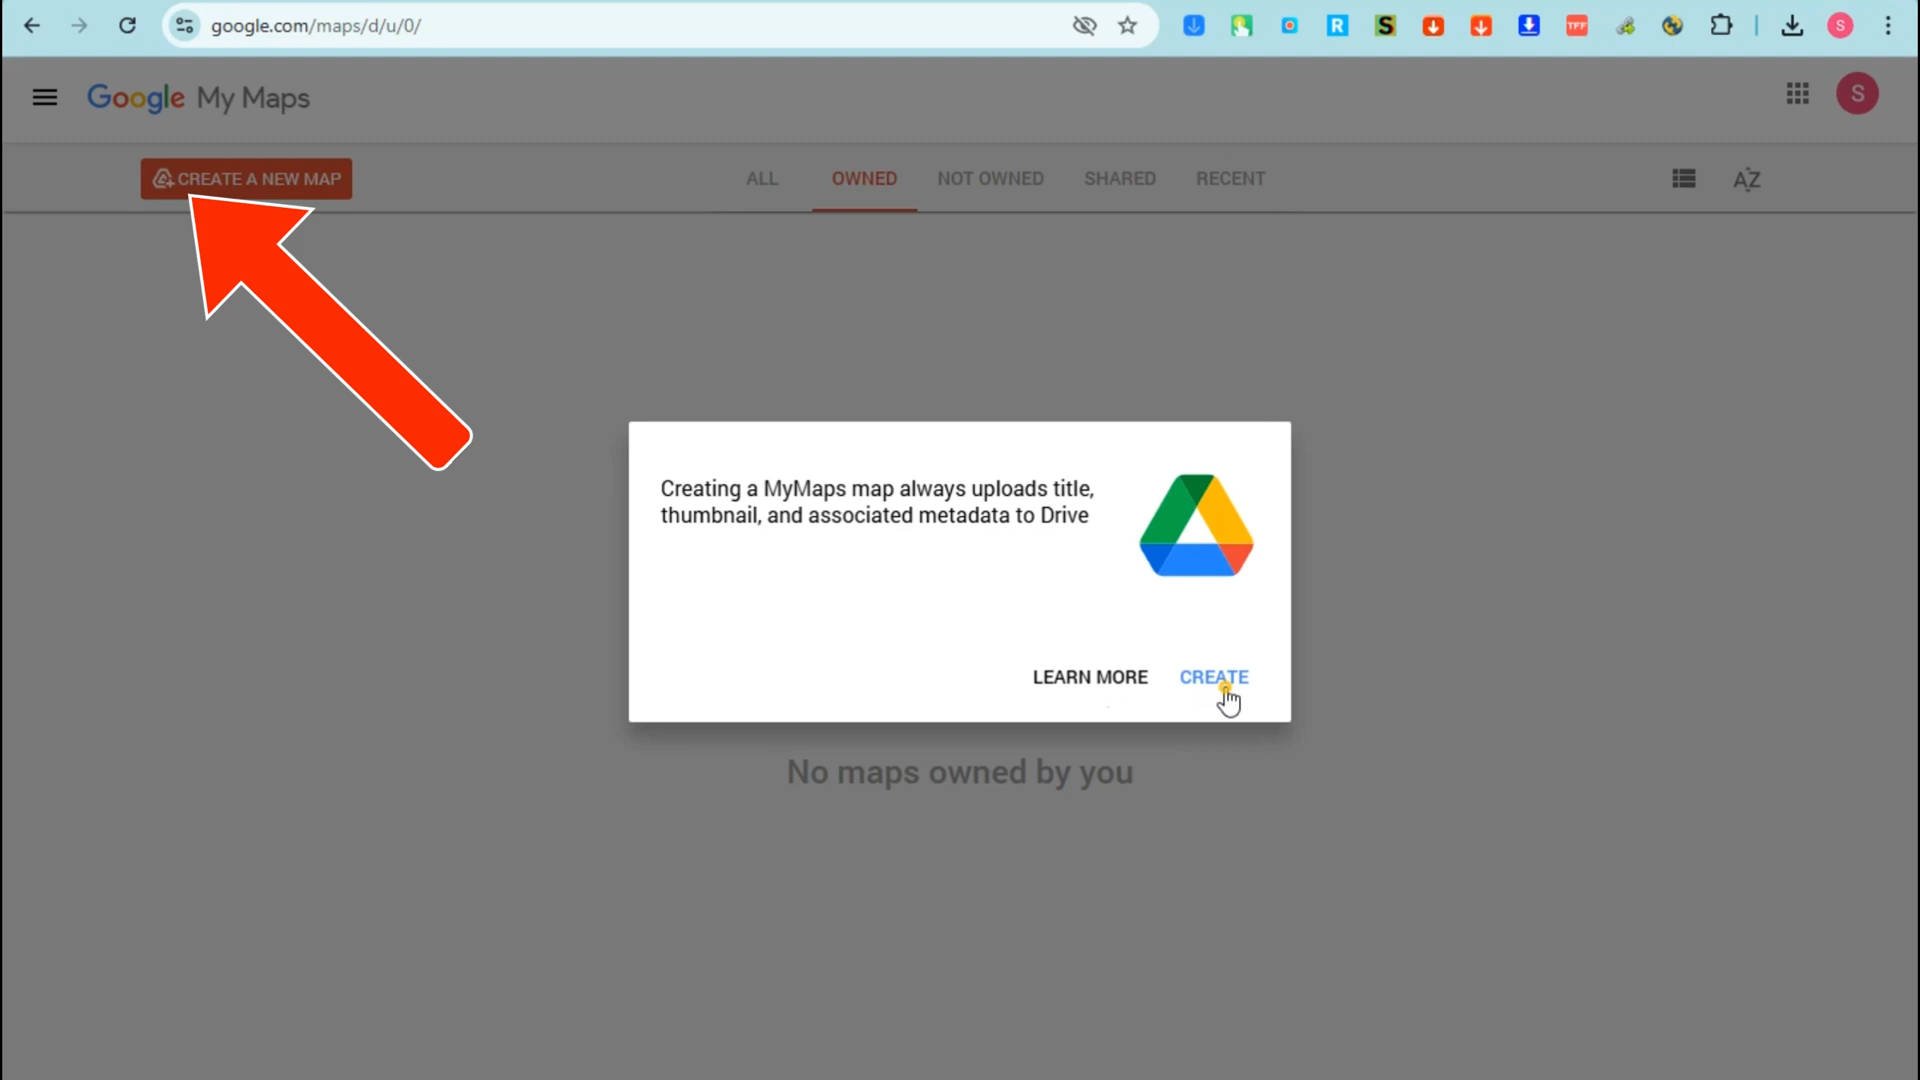 google.com/maps/d/u/0/
R
S
TFF
S
Google My Maps
S
CREATE A NEW MAP
ALL
OWNED
NOT OWNED
SHARED
RECENT
AZ
Creating a MyMaps map always uploads title,
thumbnail, and associated metadata to Drive
LEARN MORE
CREATE
No maps owned by you